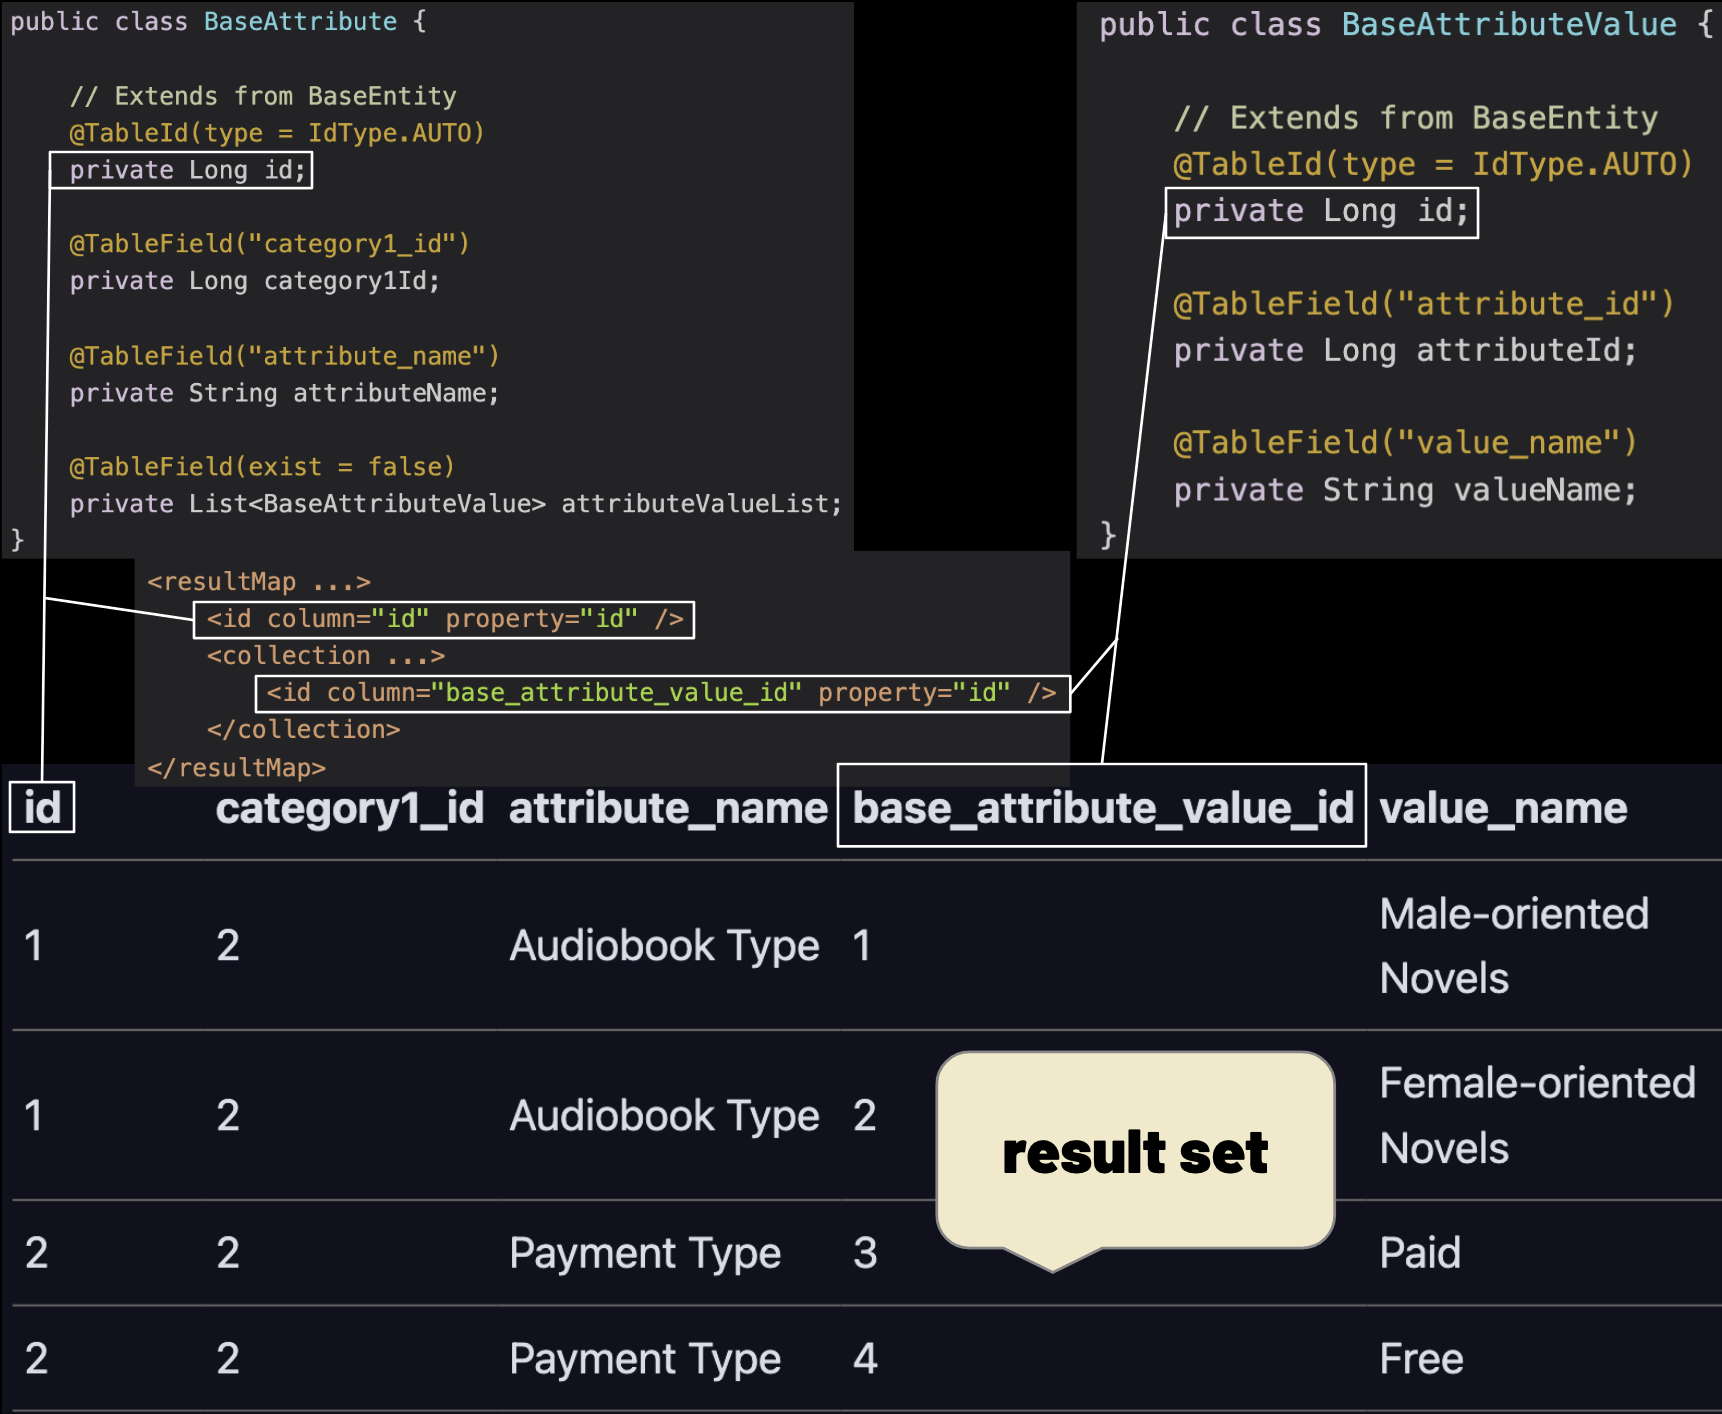 public class BaseAttribute {
// Extends from BaseEntity
@TableId(type = IdType.AUTO)
private Long id;
@TableField("category1_id")
private Long category1Id;
@TableField("attribute_name")
private String attributeName;
@TableField(exist = false)
private List<BaseAttributeValue> attributeValueList;
}
public class BaseAttributeValue {
// Extends from BaseEntity
@TableId(type = IdType.AUTO)
private Long id;
@TableField("attribute_id")
private Long attributeId;
@TableField("value_name")
private String valueName;
}
<resultMap ...>
<id column="id" property="id" />
<collection ...>
<id column="base_attribute_value_id" property="id" />
</collection>
</resultMap>
id category1_id attribute_name base_attribute_value_id value_name
1 2 Audiobook Type 1 Male-oriented
Novels
1 2 Audiobook Type 2 Female-oriented
Novels
result set
2 2 Payment Type 3 Paid
2 2 Payment Type 4 Free